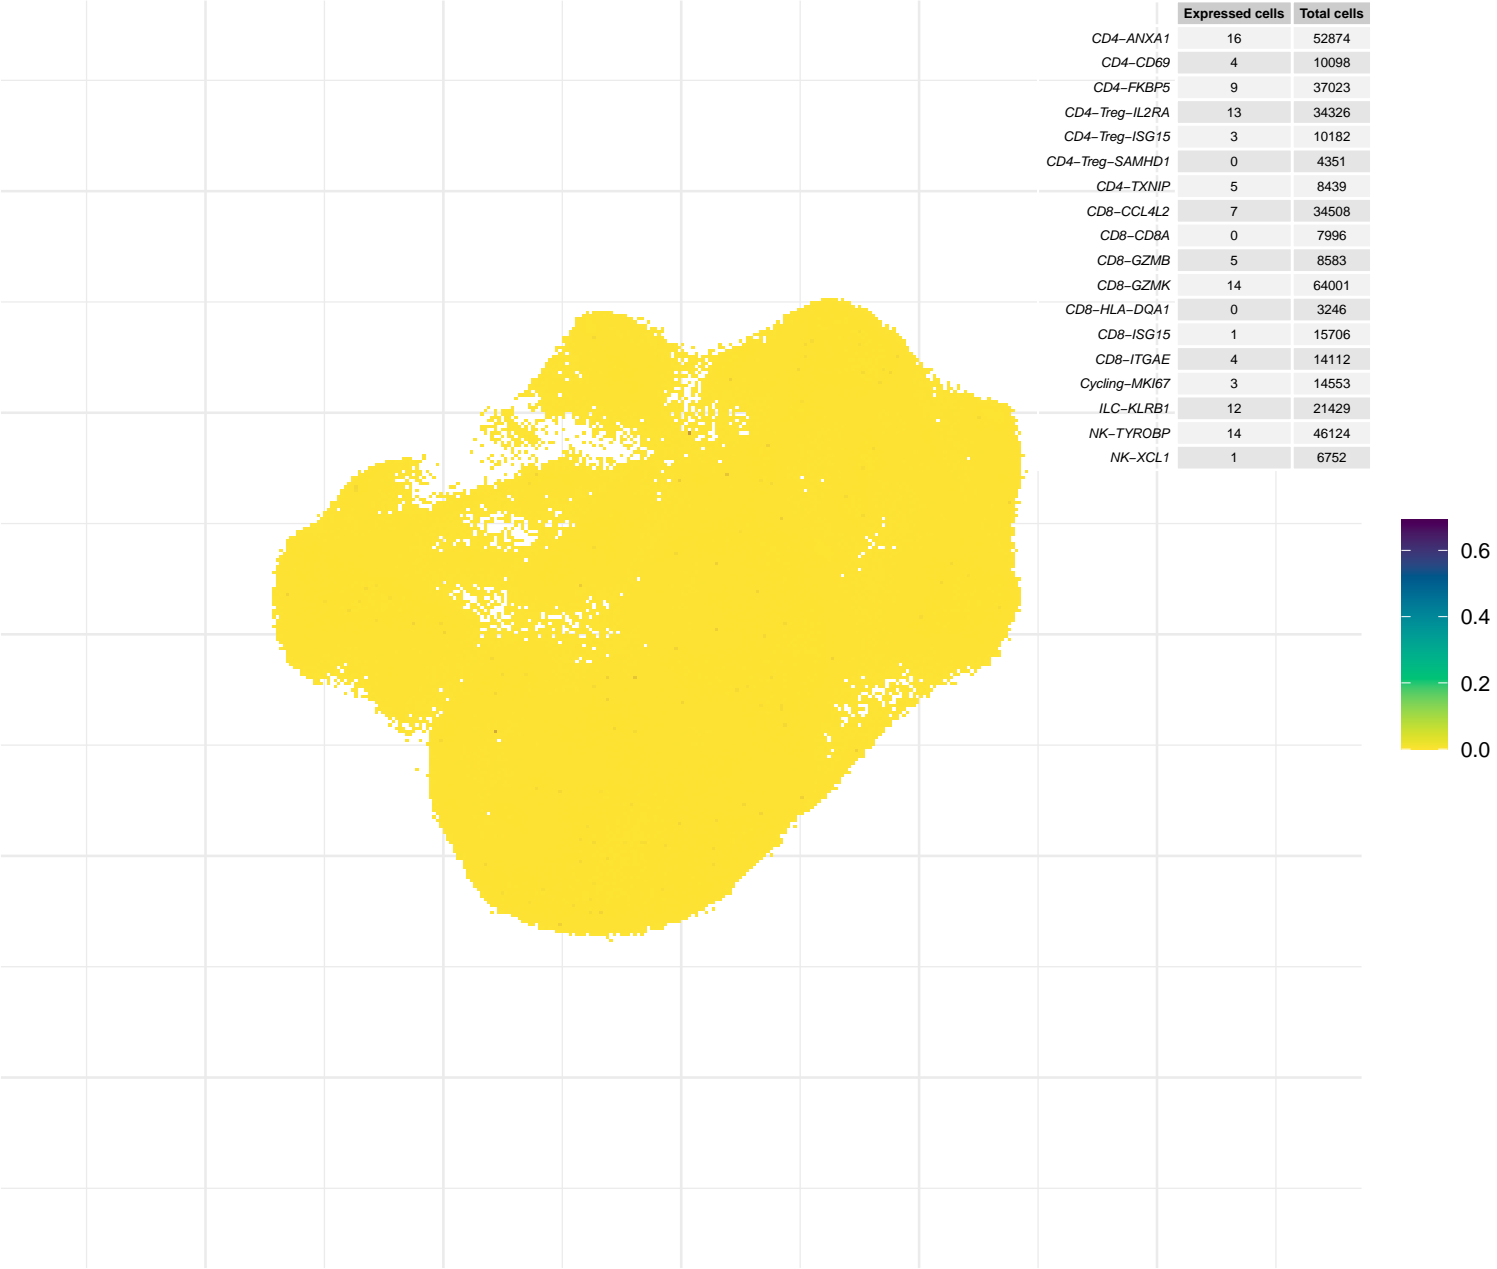 Expressed cells Total cells
CD4−ANXA1 16 52874
CD4−CD69 4 10098
CD4−FKBP5 9 37023
CD4−Treg−IL2RA 13 34326
CD4−Treg−ISG15 3 10182
CD4−Treg−SAMHD1 0 4351
CD4−TXNIP 5 8439
CD8−CCL4L2 7 34508
CD8−CD8A 0 7996
CD8−GZMB 5 8583
CD8−GZMK 14 64001
CD8−HLA−DQA1 0 3246
CD8−ISG15 1 15706
CD8−ITGAE 4 14112
Cycling−MKI67 3 14553
ILC−KLRB1 12 21429
NK−TYROBP 14 46124
NK−XCL1 1 6752
0.6
0.4
0.2
0.0